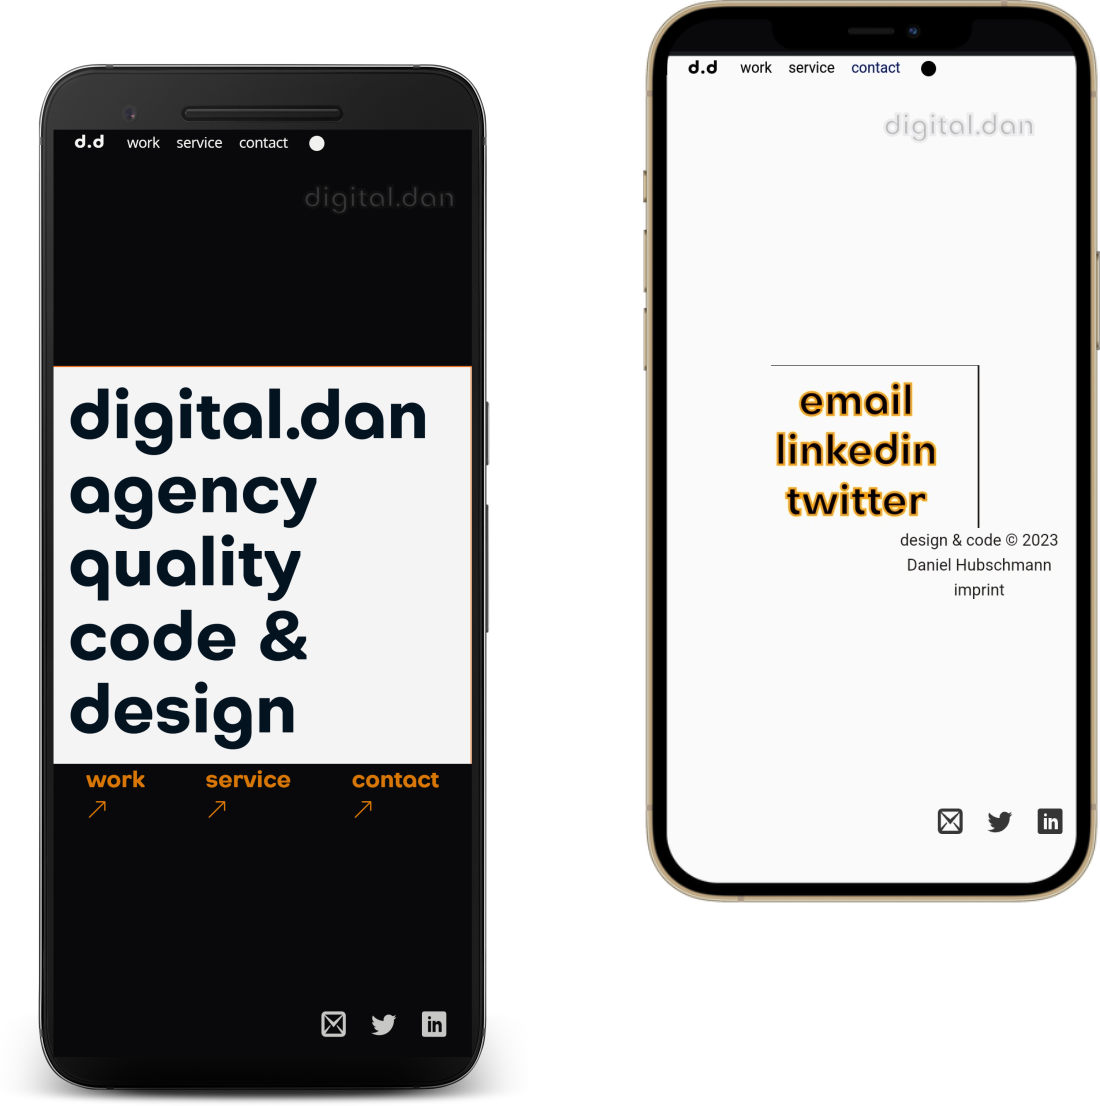 d.d work service contact
digital.dan
digital.dan
agency
quality
code &
design
work service contact
in
d.d work service contact
digital.dan
email
linkedin
twitter
design & code © 2023
Daniel Hubschmann
imprint
in